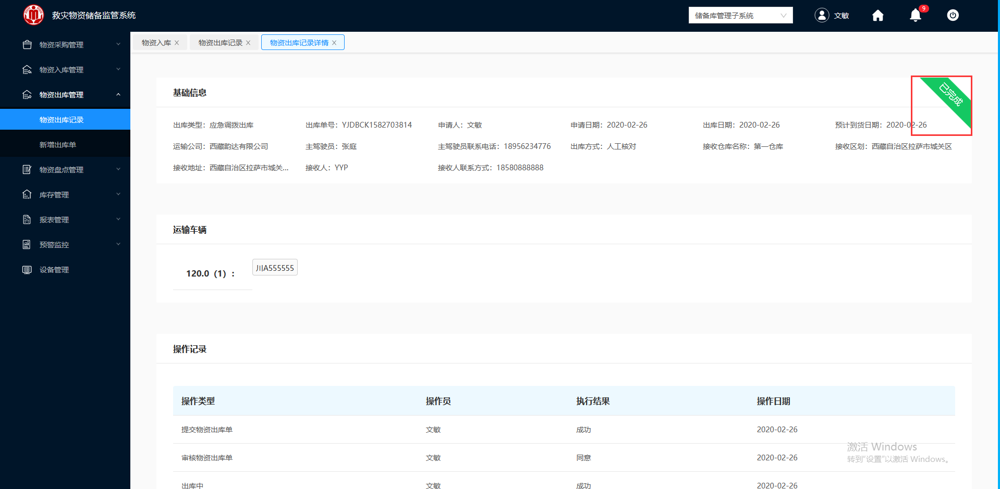 救灾物资储备监管系统
储备库管理子系统
文敏
9
物资采购管理
物资入库管理
物资出库管理
物资出库记录
新增出库单
物资盘点管理
库存管理
报表管理
预警监控
设备管理
物资入库
物资出库记录
物资出库记录详情
基础信息
已完成
出库类型：应急调拨出库 出库单号：YJDBCK1582703814 申请人：文敏 申请日期：2020-02-26 出库日期：2020-02-26 预计到货日期：2020-02-26
运输公司：西藏韵达有限公司 主驾驶员：张庭 主驾驶员联系电话：18956234776 出库方式：人工核对 接收仓库名称：第一仓库 接收区划：西藏自治区拉萨市城关区
接收地址：西藏自治区拉萨市城关... 接收人：YYP 接收人联系方式：18580888888
运输车辆
120.0（1）： 川A555555
操作记录
操作类型 操作员 执行结果 操作日期
提交物资出库单 文敏 成功 2020-02-26
审核物资出库单 文敏 同意 2020-02-26
出库中 文敏 成功 2020-02-26
激活 Windows
转到“设置”以激活 Windows。